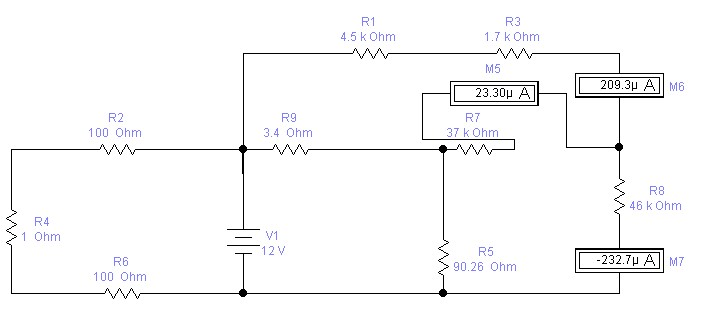 R1
4.5 k Ohm
R3
1.7 k Ohm
M5
23.30µ A
209.3µ A
M6
R2
100 Ohm
R9
3.4 Ohm
R7
37 k Ohm
R8
46 k Ohm
R4
1 Ohm
V1
12 V
R5
90.26 Ohm
R6
100 Ohm
-232.7µ A
M7